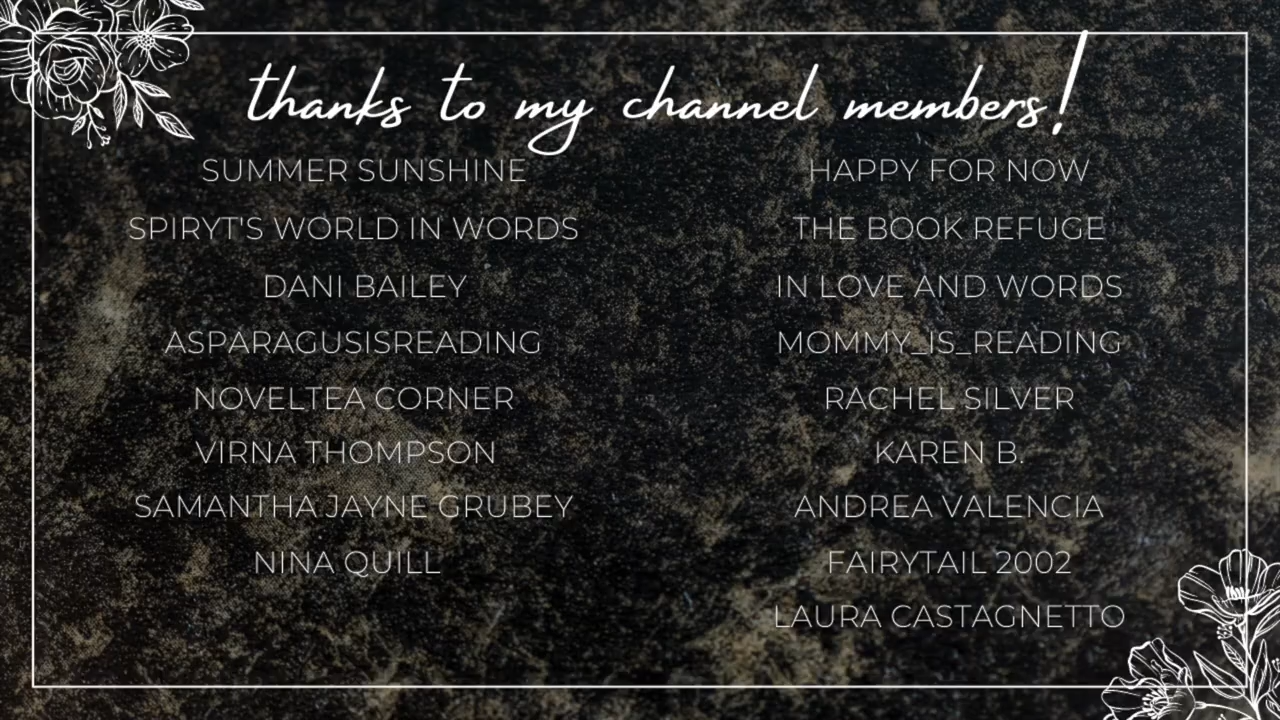 thanks to my channel members!
SUMMER SUNSHINE
SPIRYT'S WORLD IN WORDS
DANI BAILEY
ASPARAGUSISREADING
NOVELTEA CORNER
VIRNA THOMPSON
SAMANTHA JAYNE GRUBEY
NINA QUILL
HAPPY FOR NOW
THE BOOK REFUGE
IN LOVE AND WORDS
MOMMY_IS_READING
RACHEL SILVER
KAREN B.
ANDREA VALENCIA
FAIRYTAIL 2002
LAURA CASTAGNETTO